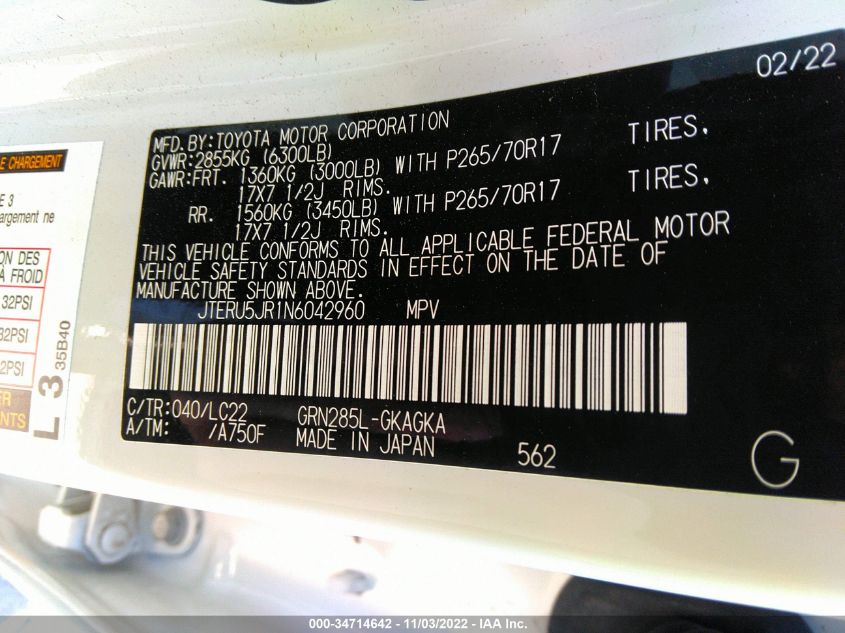 02/22
MFD. BY: TOYOTA MOTOR CORPORATION
GVWR: 2855KG (6300LB)
GAWR: FRT. 1360KG (3000LB) WITH P265/70R17 TIRES.
17X7 1/2J RIMS.
RR. 1560KG (3450LB) WITH P265/70R17 TIRES.
17X7 1/2J RIMS.
THIS VEHICLE CONFORMS TO ALL APPLICABLE FEDERAL MOTOR
VEHICLE SAFETY STANDARDS IN EFFECT ON THE DATE OF
MANUFACTURE SHOWN ABOVE.
JTERU5JR1N6042960 MPV
C/TR: 040/LC22 GRN285L-GKAGKA
A/TM: /A750F MADE IN JAPAN
562
G
E CHARGEMENT
E 3
argement ne
ON DES
À FROID
32PSI
32PSI
2PSI
ER
ANTS
L 3
35B40
000-34714642 - 11/03/2022 - IAA Inc.